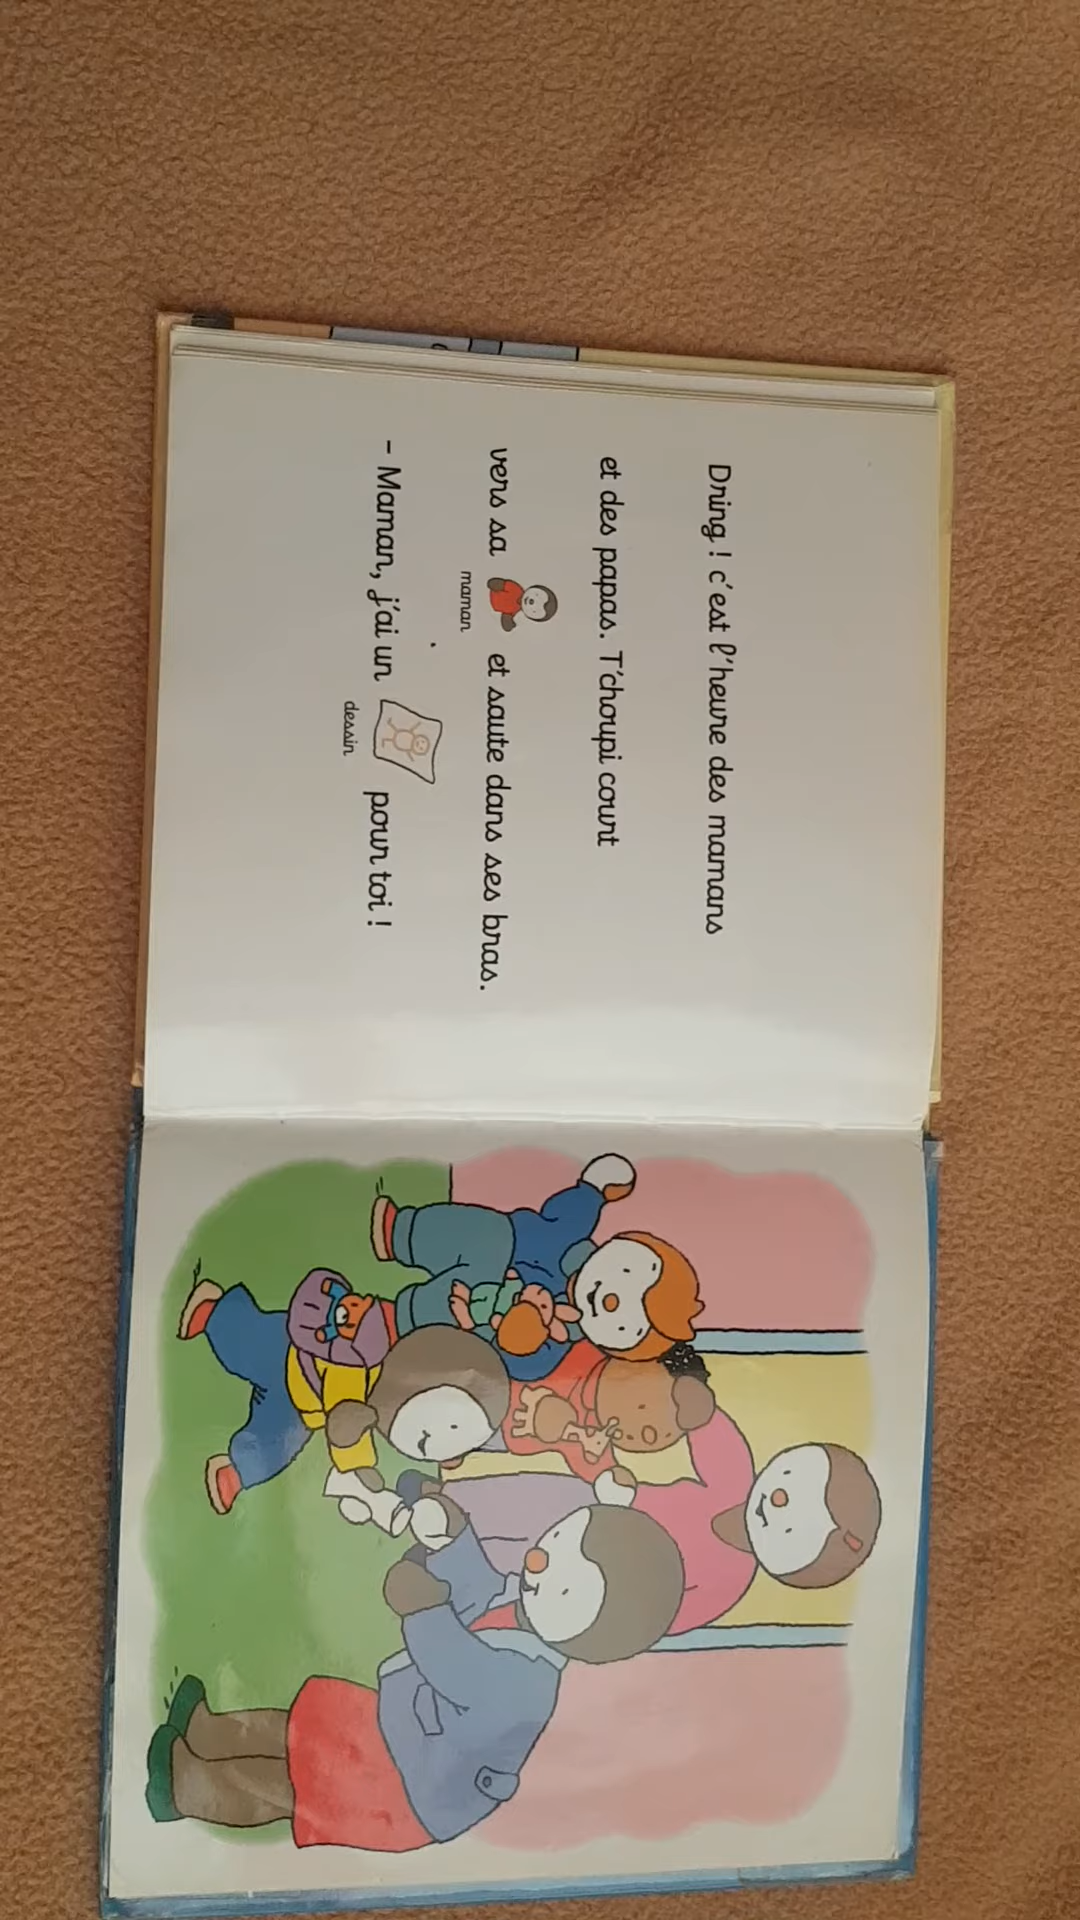 Dring ! c'est l'heure des mamans
et des papas. T'choupi court
vers sa et saute dans ses bras.
maman
- Maman, j'ai un pour toi !
dessin